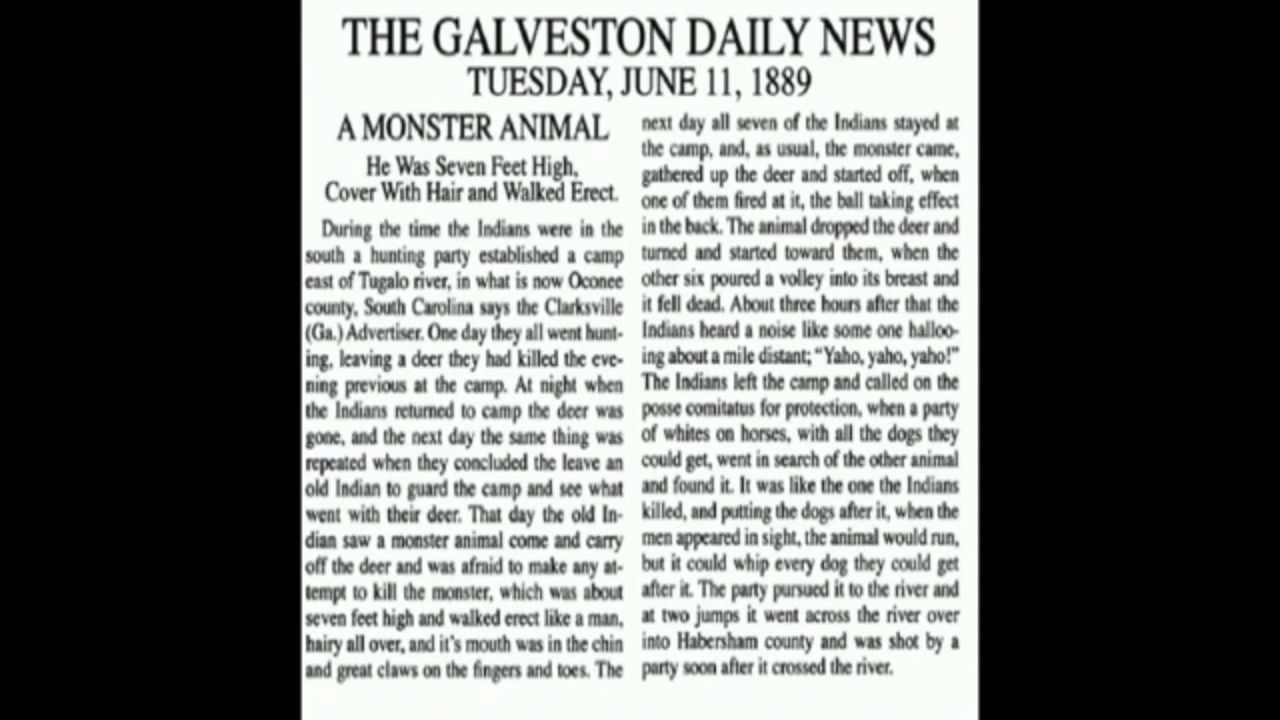 THE GALVESTON DAILY NEWS
TUESDAY, JUNE 11, 1889
A MONSTER ANIMAL
He Was Seven Feet High,
Cover With Hair and Walked Erect.
During the time the Indians were in the
south a hunting party established a camp
east of Tugalo river, in what is now Oconee
county, South Carolina says the Clarksville
(Ga.) Advertiser. One day they all went hunt-
ing, leaving a deer they had killed the eve-
ning previous at the camp. At night when
the Indians returned to camp the deer was
gone, and the next day the same thing was
repeated when they concluded the leave an
old Indian to guard the camp and see what
went with their deer. That day the old In-
dian saw a monster animal come and carry
off the deer and was afraid to make any at-
tempt to kill the monster, which was about
seven feet high and walked erect like a man,
hairy all over, and it's mouth was in the chin
and great claws on the fingers and toes. The
next day all seven of the Indians stayed at
the camp, and, as usual, the monster came,
gathered up the deer and started off, when
one of them fired at it, the ball taking effect
in the back. The animal dropped the deer and
turned and started toward them, when the
other six poured a volley into its breast and
it fell dead. About three hours after that the
Indians heard a noise like some one halloo-
ing about a mile distant; "Yaho, yaho, yaho!"
The Indians left the camp and called on the
posse comitatus for protection, when a party
of whites on horses, with all the dogs they
could get, went in search of the other animal
and found it. It was like the one the Indians
killed, and putting the dogs after it, when the
men appeared in sight, the animal would run,
but it could whip every dog they could get
after it. The party pursued it to the river and
at two jumps it went across the river over
into Habersham county and was shot by a
party soon after it crossed the river.